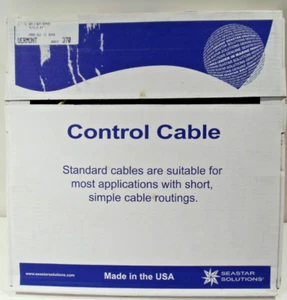 VERMONT 370
Control Cable
Standard cables are suitable for
most applications with short,
simple cable routings.
www.seastarsolutions.com
Made in the USA
SEASTAR
SOLUTIONS®